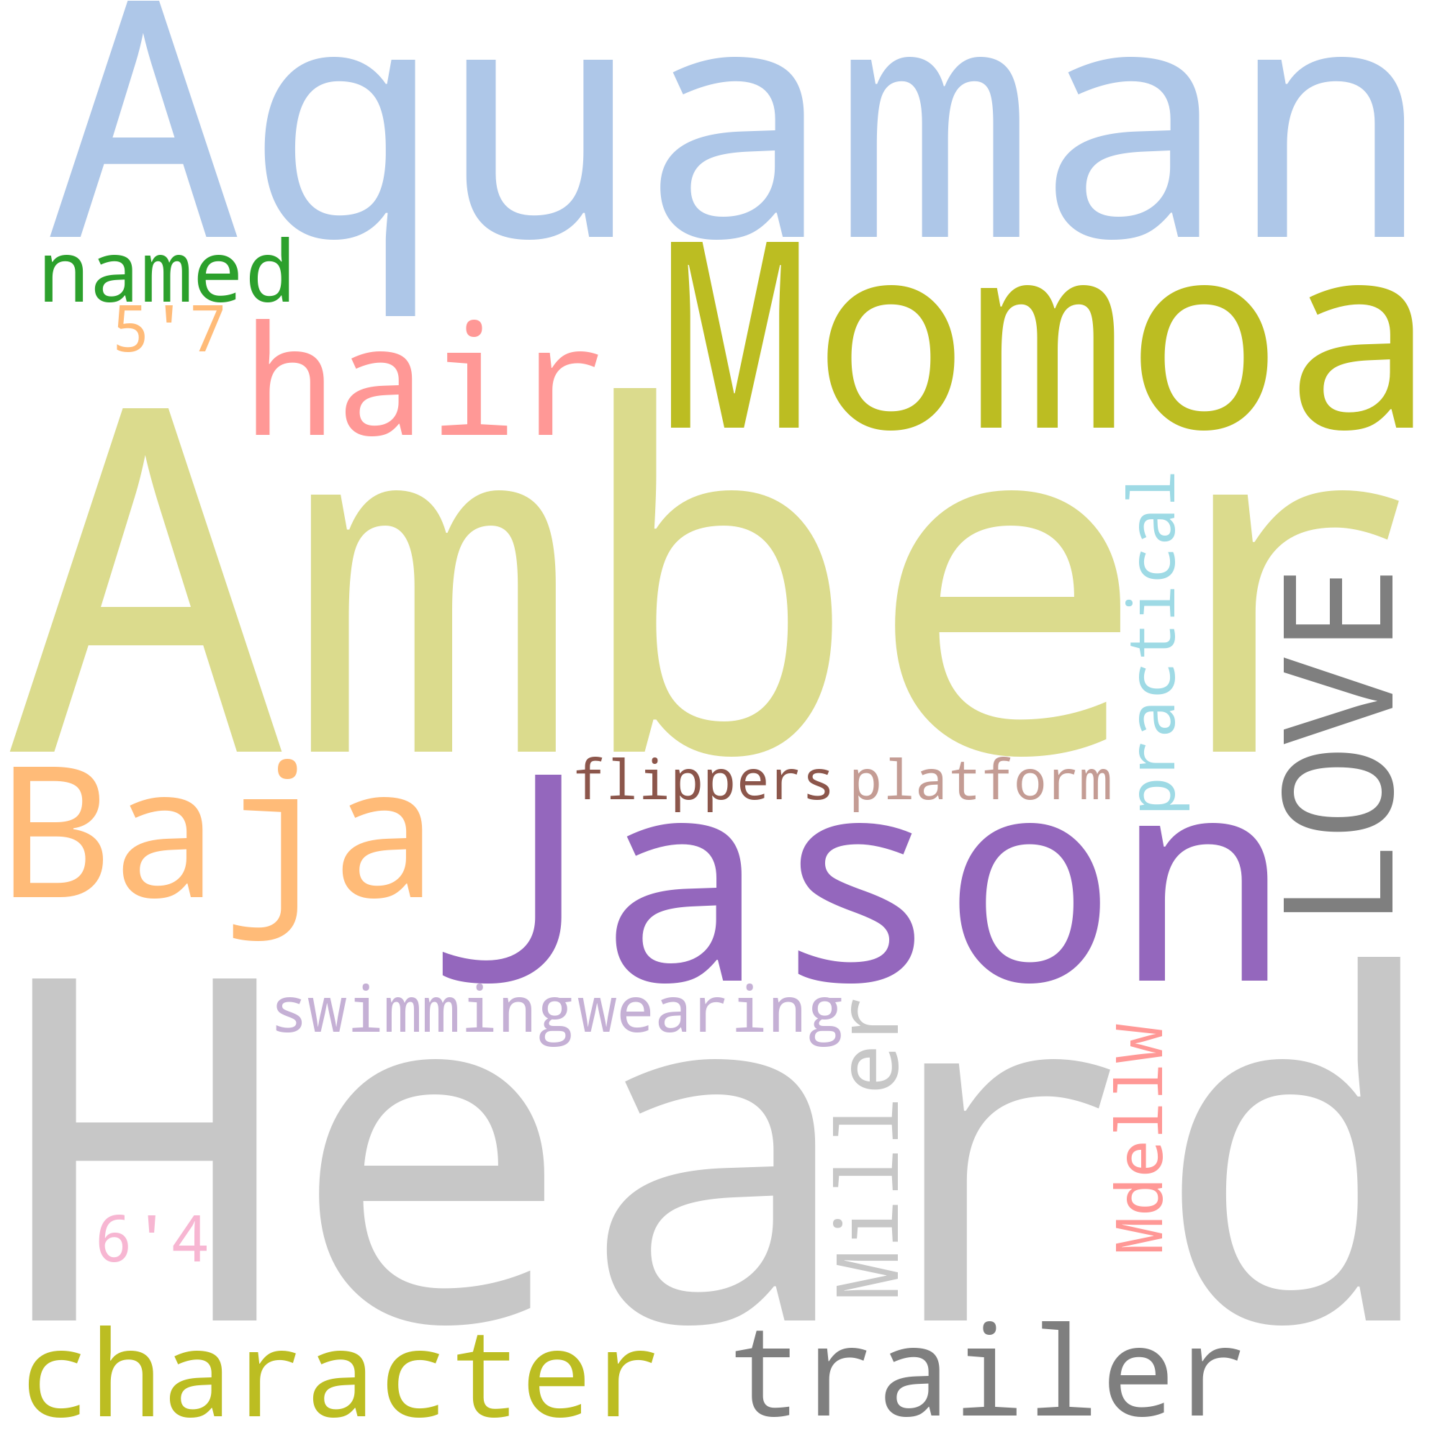 Aquaman
named
Momoa
5'7
hair
Amber
practical
LOVE
Baja
flippers
platform
Jason
swimming
wearing
Heard
Miller
Mdellw
6'4
character
trailer